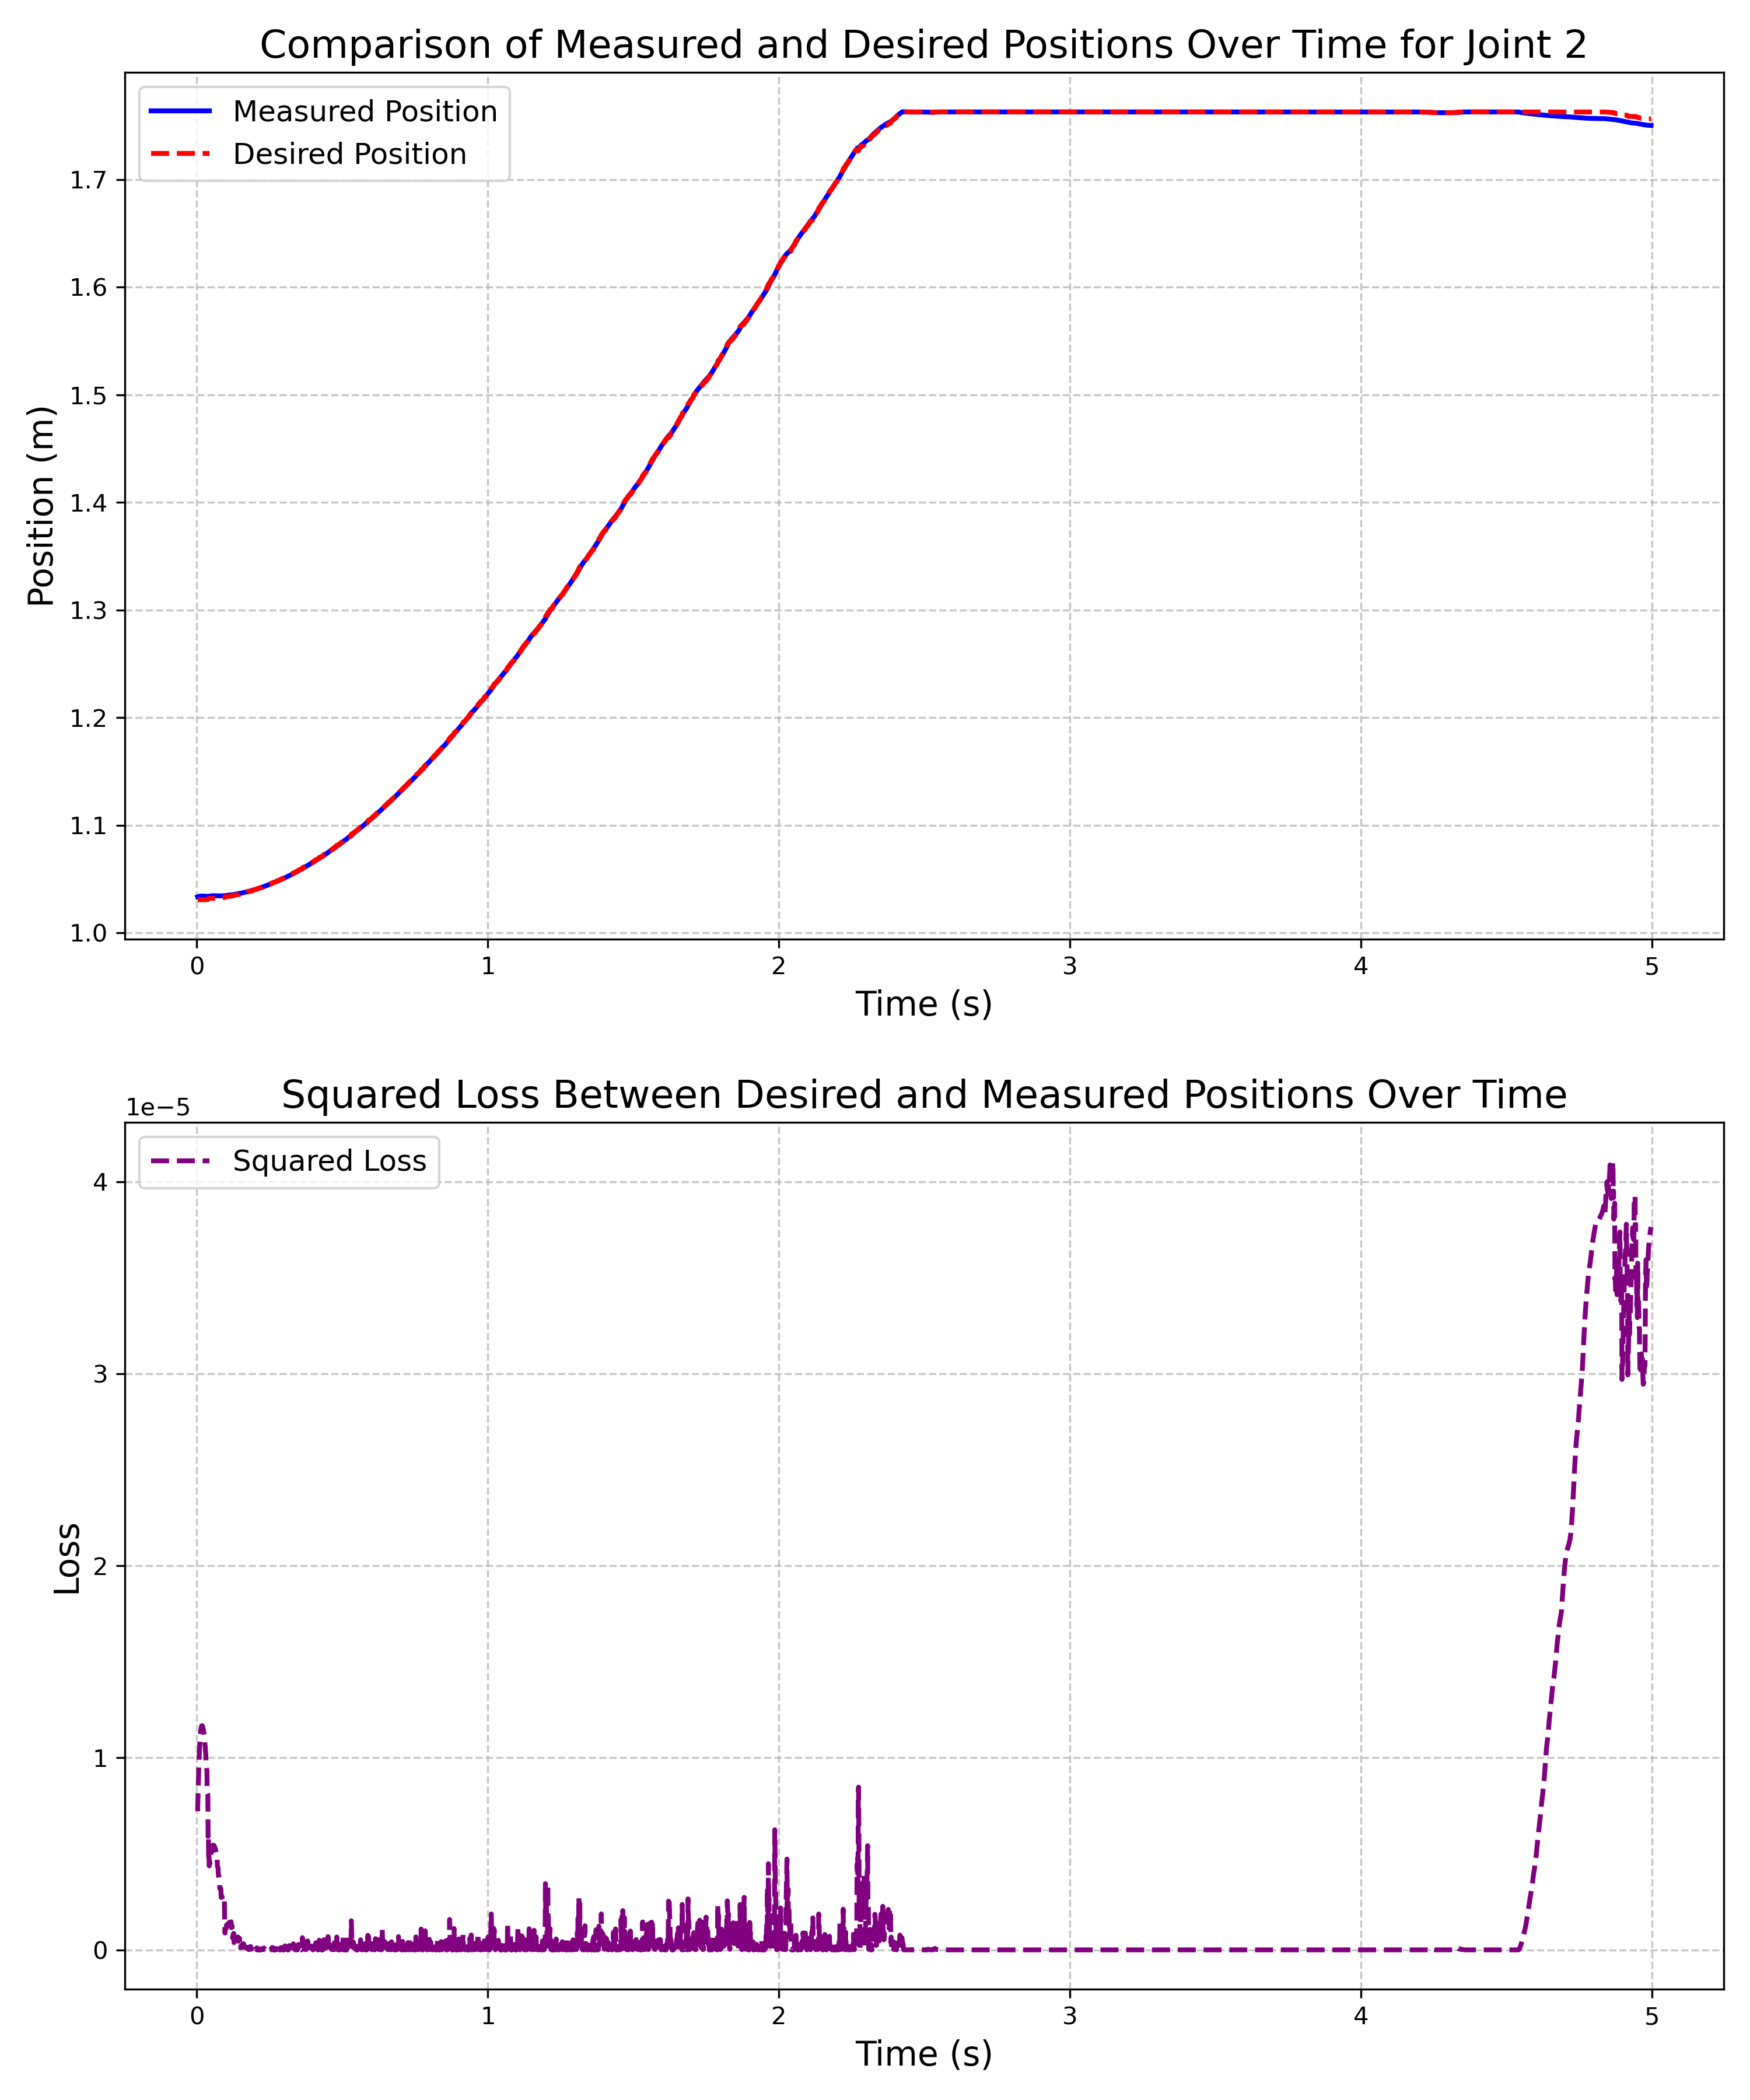 Comparison of Measured and Desired Positions Over Time for Joint 2
Measured Position
Desired Position
Position (m)
1.7
1.6
1.5
1.4
1.3
1.2
1.1
1.0
0 1 2 3 4 5
Time (s)
Squared Loss Between Desired and Measured Positions Over Time
1e−5
Squared Loss
Loss
4
3
2
1
0
0 1 2 3 4 5
Time (s)